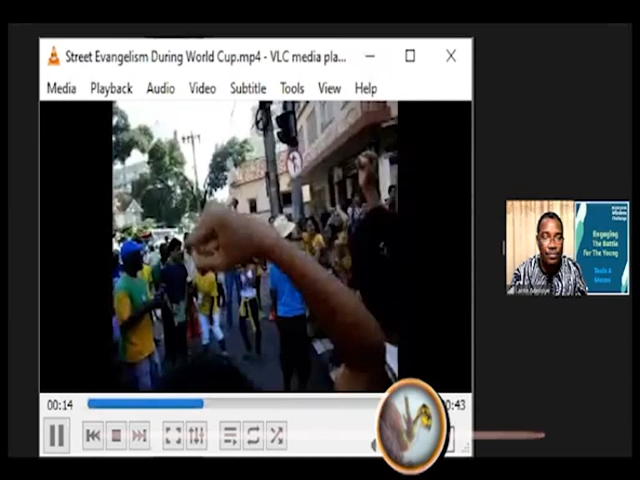 Street Evangelism During World Cup.mp4 - VLC media pla...
Media Playback Audio Video Subtitle Tools View Help
Engaging
The Battle
For The Young
Tools &
00:14
0:43